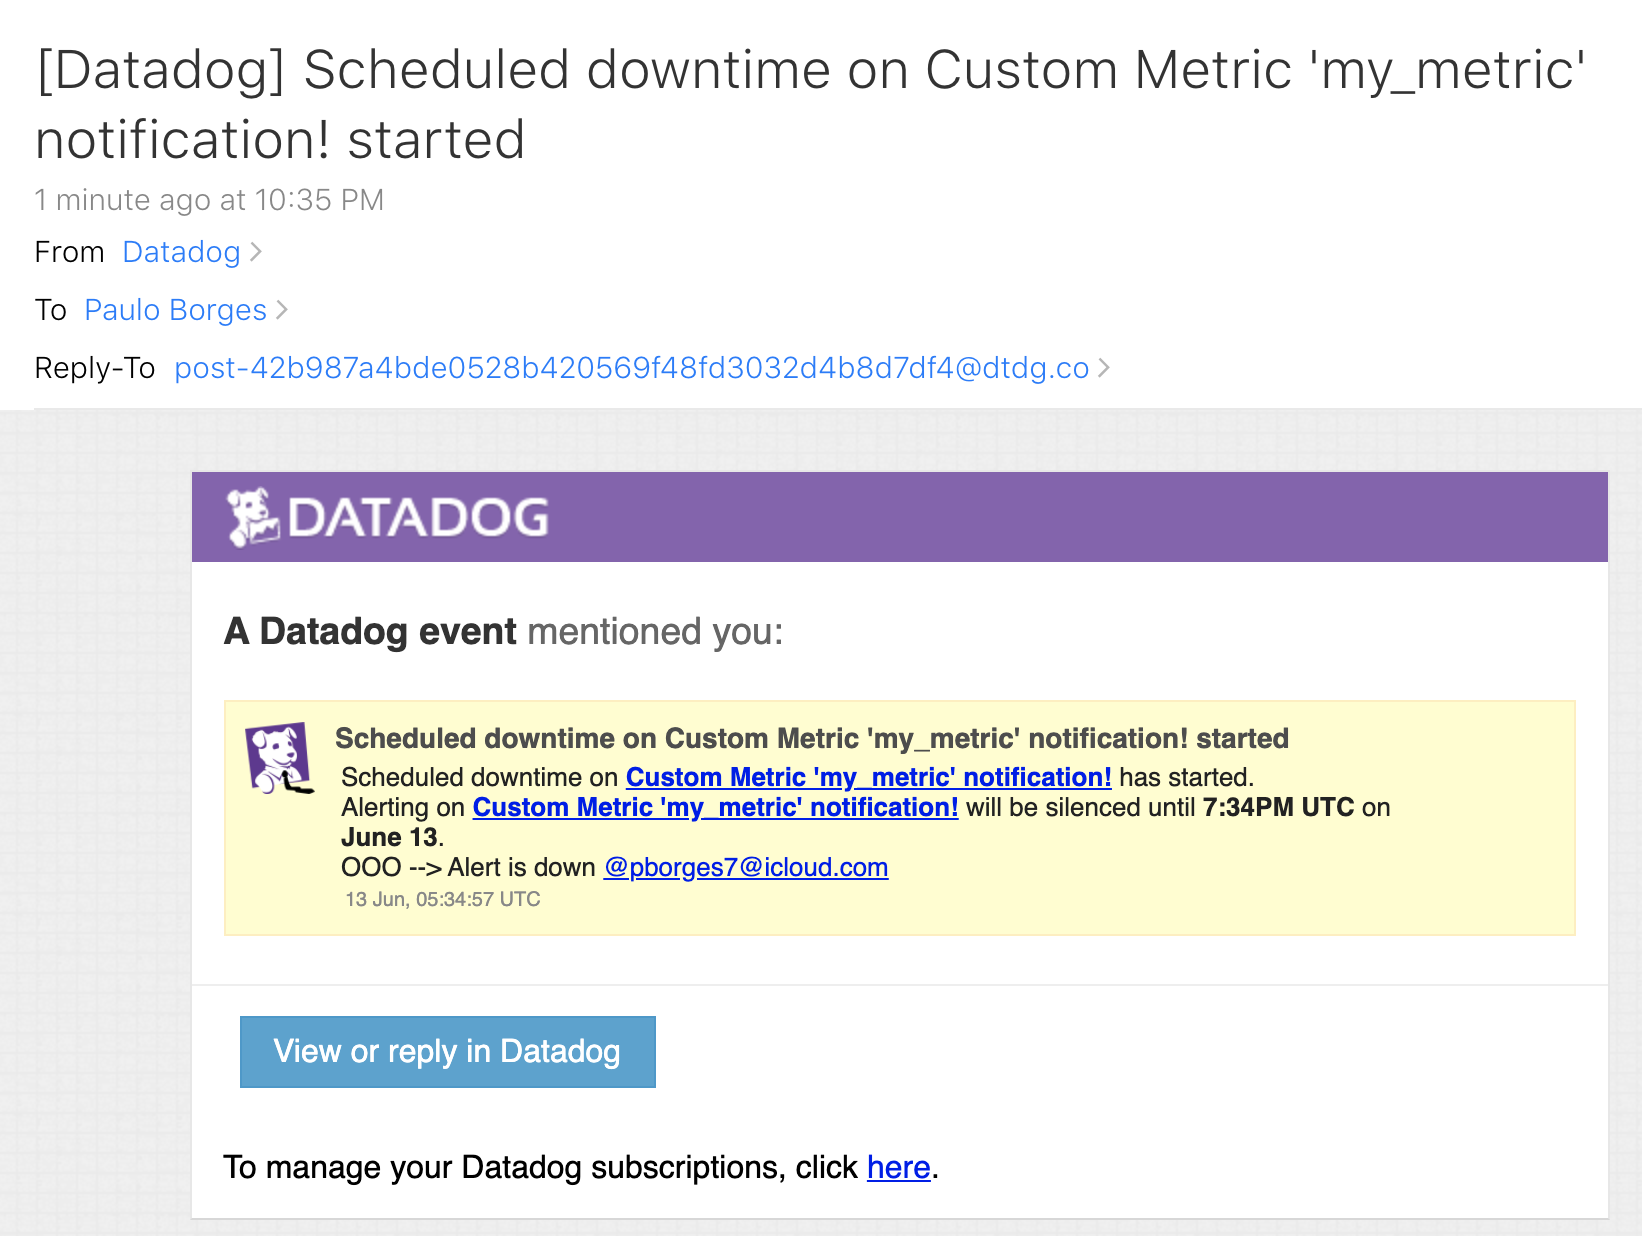 [Datadog] Scheduled downtime on Custom Metric 'my_metric'
notification! started
1 minute ago at 10:35 PM
From Datadog
To Paulo Borges
Reply-To post-42b987a4bde0528b420569f48fd3032d4b8d7df4@dtdg.co
DATADOG
A Datadog event mentioned you:
Scheduled downtime on Custom Metric 'my_metric' notification! started
Scheduled downtime on Custom Metric 'my_metric' notification! has started.
Alerting on Custom Metric 'my_metric' notification! will be silenced until 7:34PM UTC on
June 13.
OOO --> Alert is down @pborges7@icloud.com
13 Jun, 05:34:57 UTC
View or reply in Datadog
To manage your Datadog subscriptions, click here.